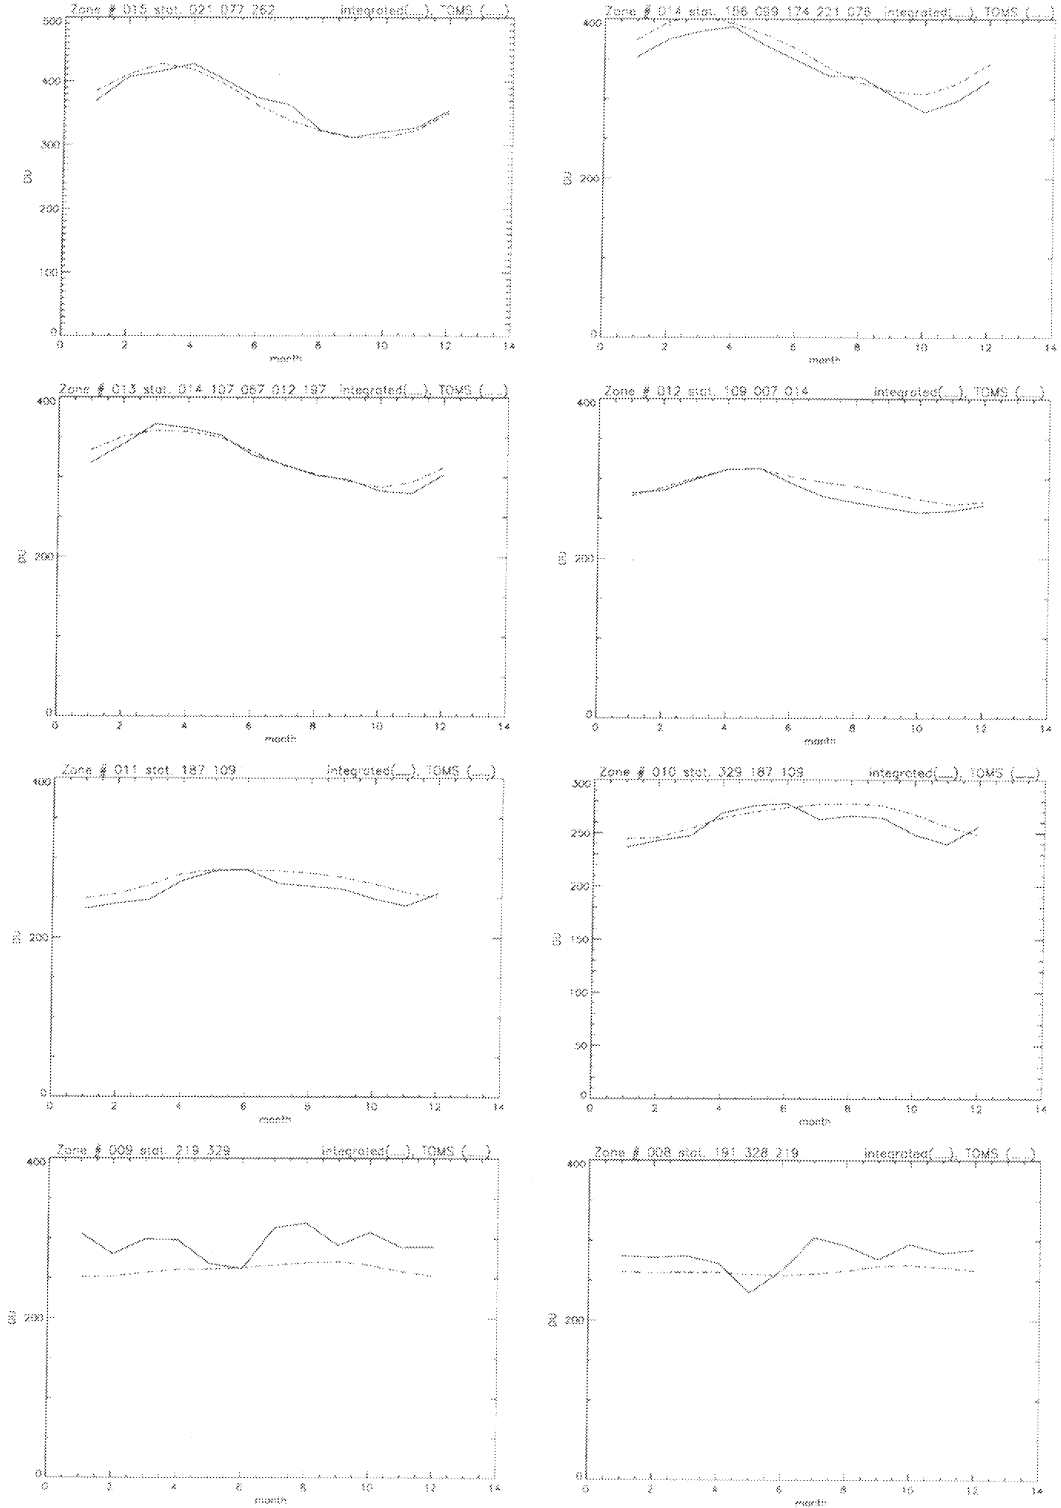 Zone # 015 stat. 021 077 262 integrated(__), TOMS (_._)
500
400
300
200
100
0
DU
0 2 4 6 8 10 12 14
month
Zone # 014 stat. 156 099 174 221 076 integrated(__), TOMS (_._)
400
200
0
DU
0 2 4 6 8 10 12 14
month
Zone # 013 stat. 014 107 067 012 197 integrated(__), TOMS (_._)
400
200
0
DU
0 2 4 6 8 10 12 14
month
Zone # 012 stat. 109 007 014 integrated(__), TOMS (_._)
400
200
0
DU
0 2 4 6 8 10 12 14
month
Zone # 011 stat. 187 109 integrated(__), TOMS (_._)
400
200
0
DU
0 2 4 6 8 10 12 14
month
Zone # 010 stat. 329 187 109 integrated(__), TOMS (_._)
300
250
200
150
100
50
0
DU
0 2 4 6 8 10 12 14
month
Zone # 009 stat. 219 329 integrated(__), TOMS (_._)
400
200
0
DU
0 2 4 6 8 10 12 14
month
Zone # 008 stat. 191 328 219 integrated(__), TOMS (_._)
400
200
0
DU
0 2 4 6 8 10 12 14
month